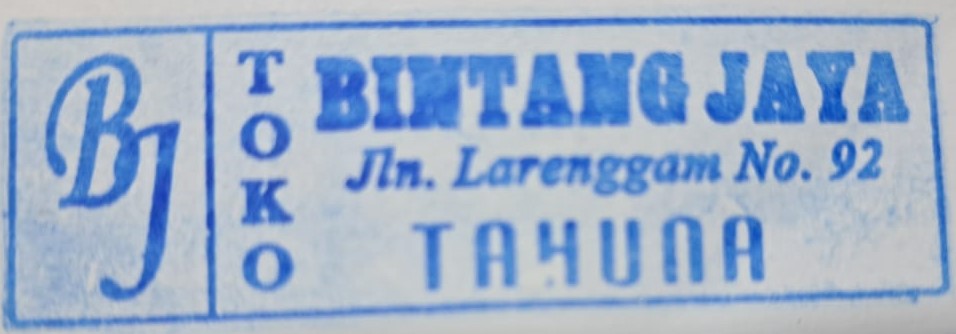 BJ
TOKO
BINTANG JAYA
Jln. Larenggam No. 92
TAHUNA